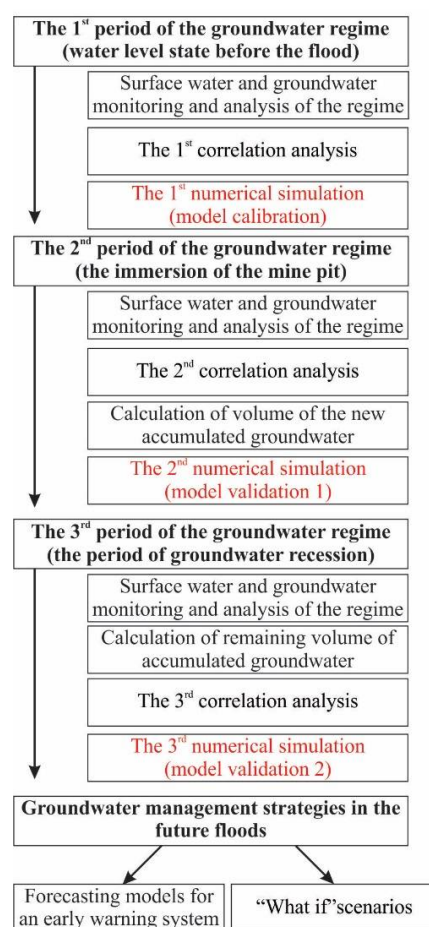 The 1st period of the groundwater regime
(water level state before the flood)
Surface water and groundwater
monitoring and analysis of the regime
The 1st correlation analysis
The 1st numerical simulation
(model calibration)
The 2nd period of the groundwater regime
(the immersion of the mine pit)
Surface water and groundwater
monitoring and analysis of the regime
The 2nd correlation analysis
Calculation of volume of the new
accumulated groundwater
The 2nd numerical simulation
(model validation 1)
The 3rd period of the groundwater regime
(the period of groundwater recession)
Surface water and groundwater
monitoring and analysis of the regime
Calculation of remaining volume of
accumulated groundwater
The 3rd correlation analysis
The 3rd numerical simulation
(model validation 2)
Groundwater management strategies in the
future floods
Forecasting models for
an early warning system
“What if”scenarios